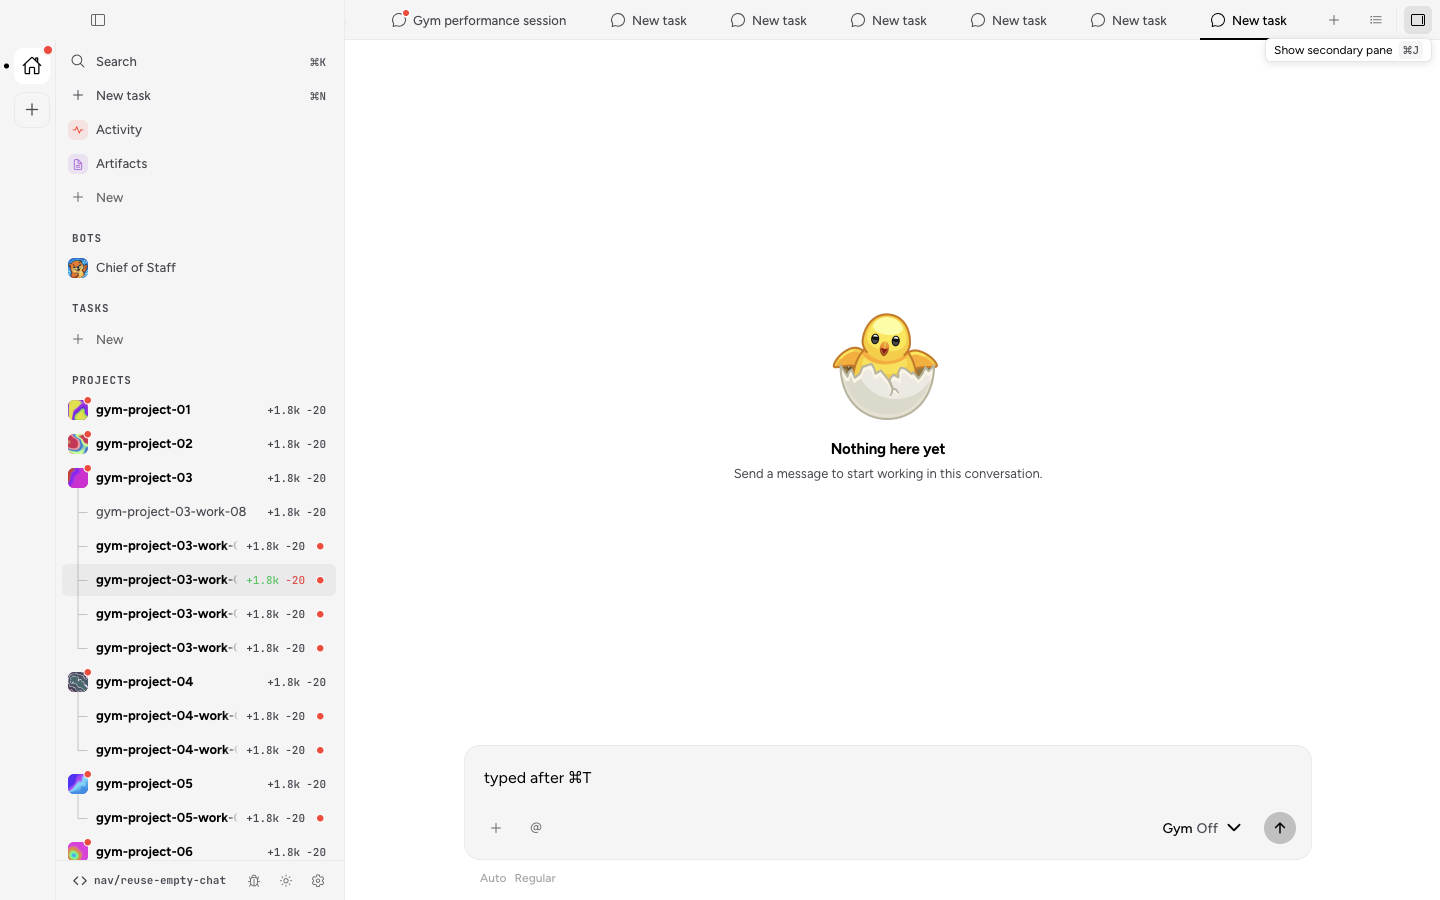 Gym performance session
New task
New task
New task
New task
New task
New task
Show secondary pane ⌘J
Search ⌘K
New task ⌘N
Activity
Artifacts
New
BOTS
Chief of Staff
TASKS
New
PROJECTS
gym-project-01 +1.8k -20
gym-project-02 +1.8k -20
gym-project-03 +1.8k -20
gym-project-03-work-08 +1.8k -20
gym-project-03-work- +1.8k -20
gym-project-03-work- +1.8k -20
gym-project-03-work- +1.8k -20
gym-project-03-work- +1.8k -20
gym-project-04 +1.8k -20
gym-project-04-work- +1.8k -20
gym-project-04-work- +1.8k -20
gym-project-05 +1.8k -20
gym-project-05-work- +1.8k -20
gym-project-06 +1.8k -20
nav/reuse-empty-chat
Nothing here yet
Send a message to start working in this conversation.
typed after ⌘T
@
Gym Off
Auto Regular